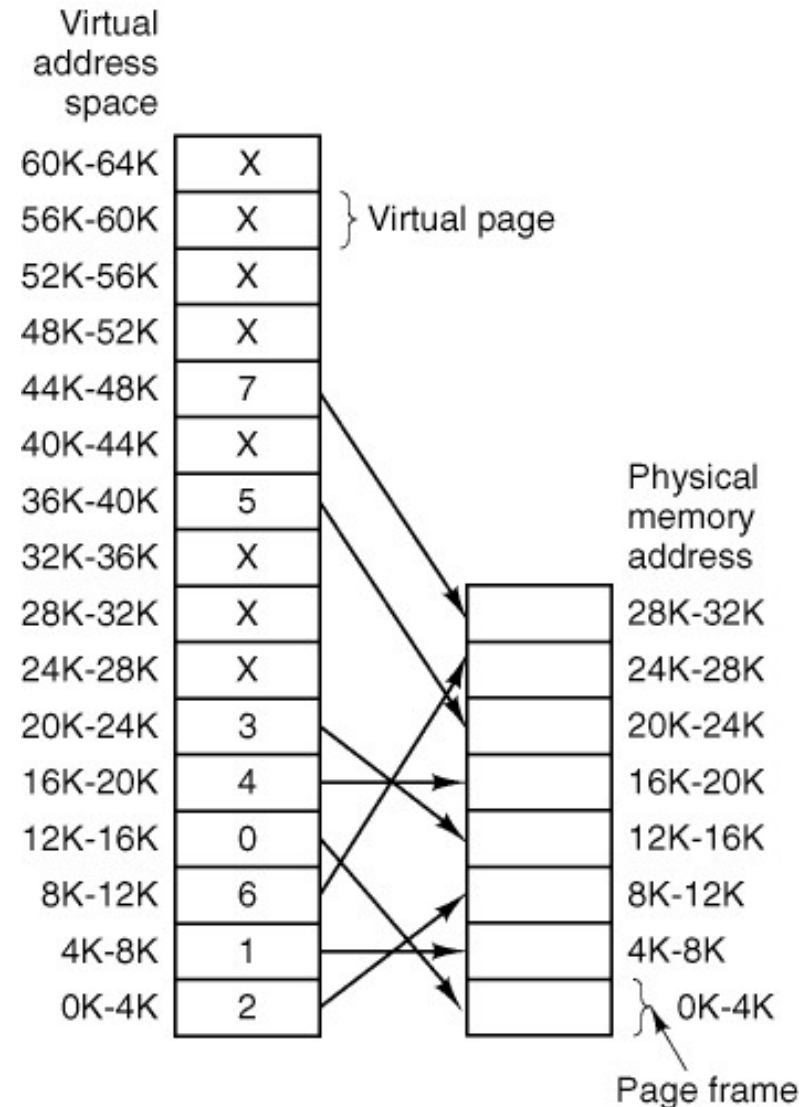 Virtual
address
space
60K-64K X
56K-60K X Virtual page
52K-56K X
48K-52K X
44K-48K 7
40K-44K X
36K-40K 5
32K-36K X
28K-32K X
24K-28K X
20K-24K 3
16K-20K 4
12K-16K 0
8K-12K 6
4K-8K 1
0K-4K 2
Physical
memory
address
28K-32K
24K-28K
20K-24K
16K-20K
12K-16K
8K-12K
4K-8K
0K-4K
Page frame